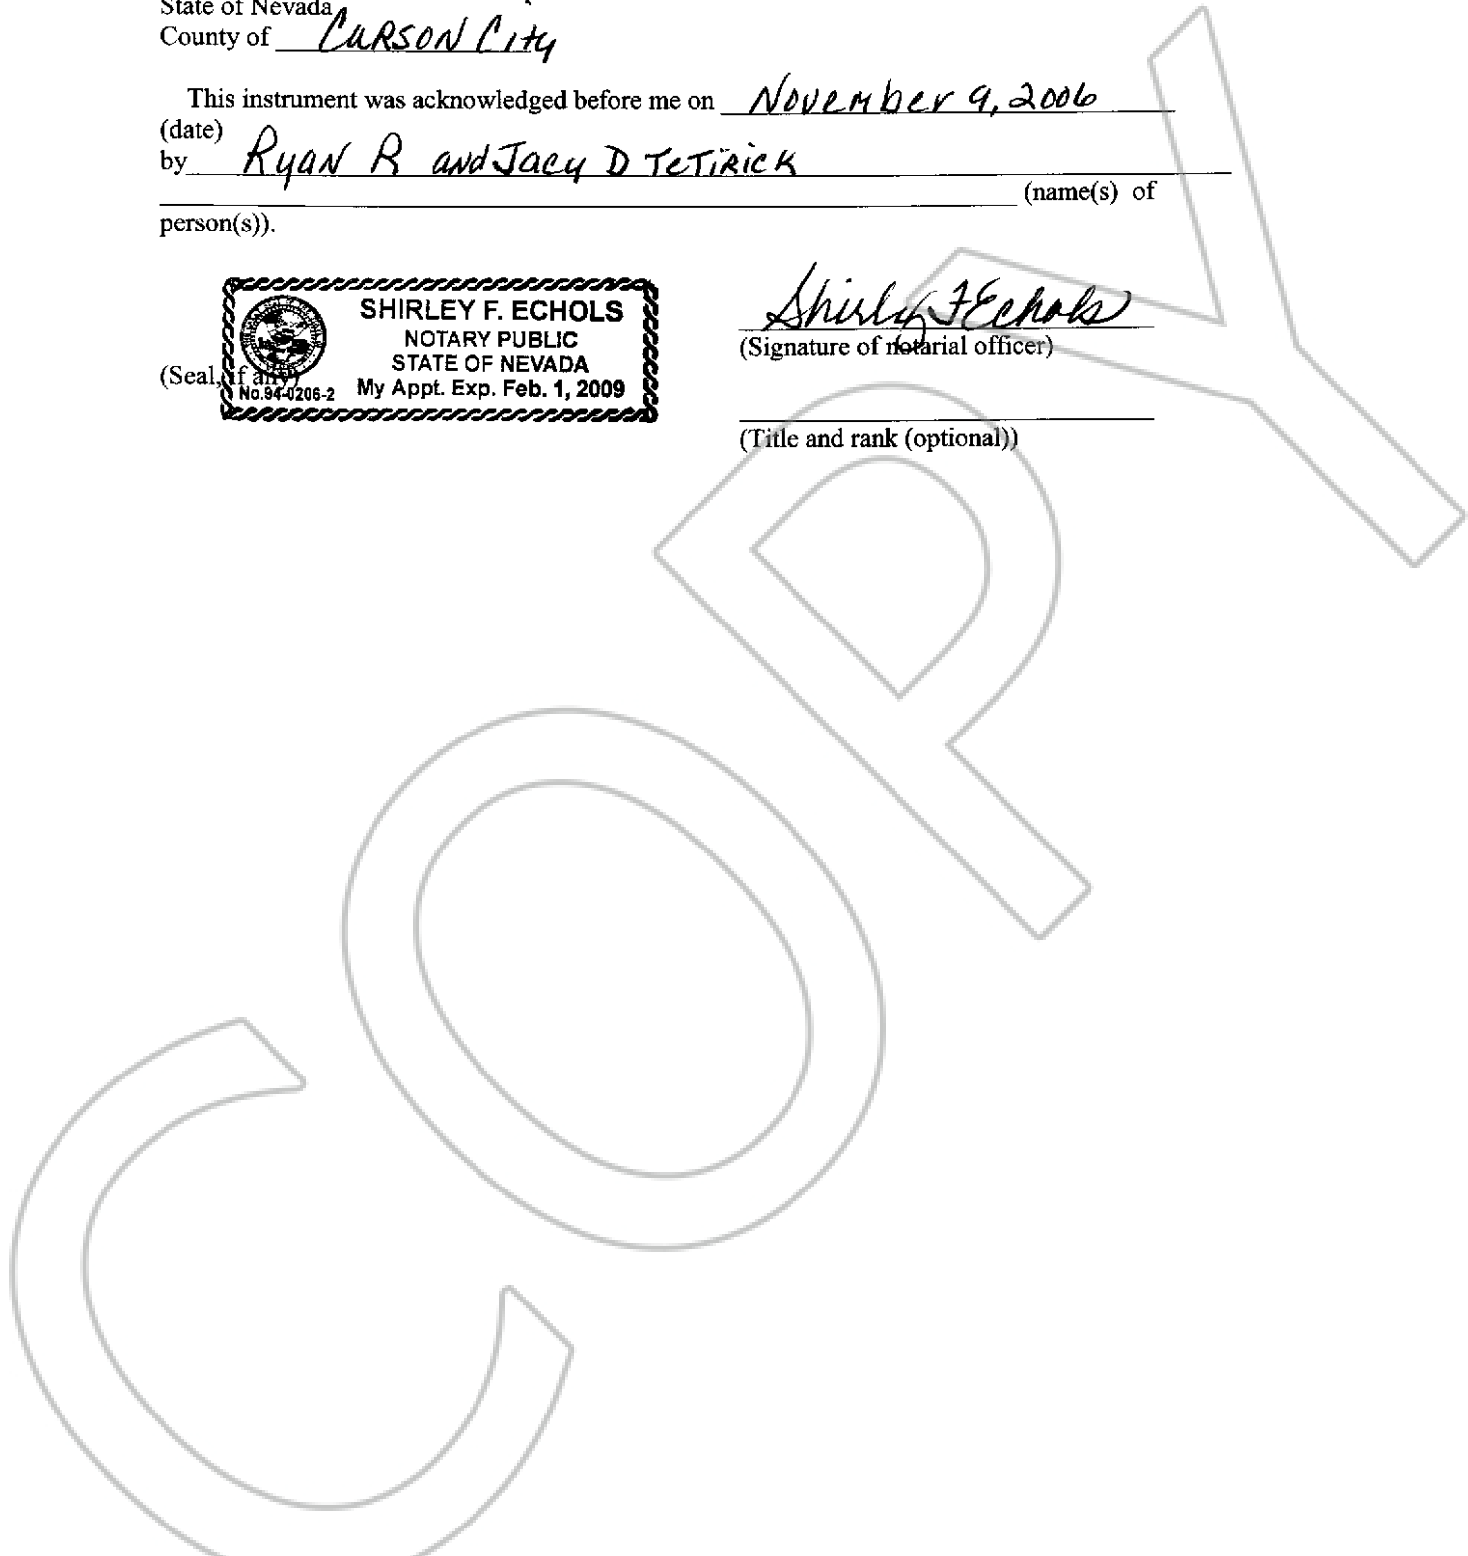 State of Nevada
County of CARSON City
This instrument was acknowledged before me on November 9, 2006
(date)
by Ryan R and Jacy D TeTirick
(name(s) of
person(s)).
SHIRLEY F. ECHOLS
NOTARY PUBLIC
STATE OF NEVADA
No.94-0206-2 My Appt. Exp. Feb. 1, 2009
(Seal, if any)
Shirley F Echols
(Signature of notarial officer)
(Title and rank (optional))
COPY